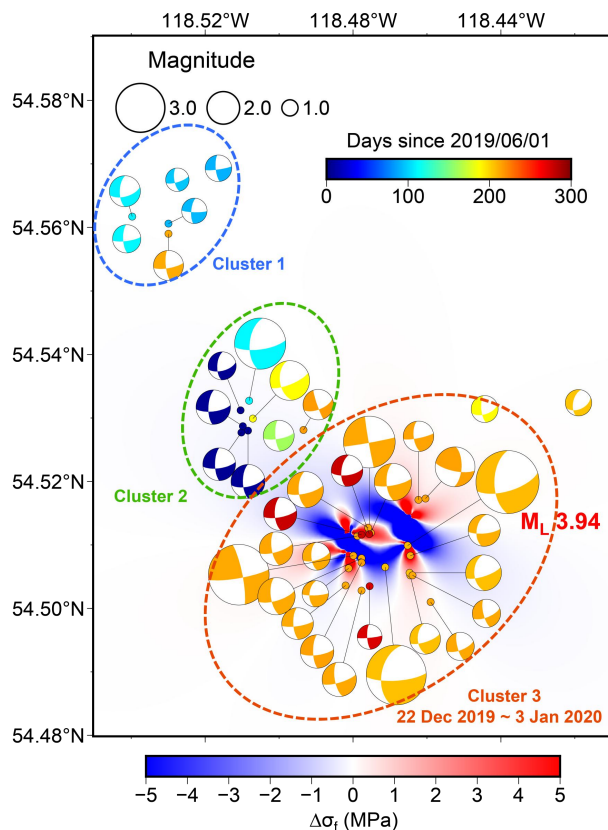 118.52°W 118.48°W 118.44°W
54.58°N
54.56°N
54.54°N
54.52°N
54.50°N
54.48°N
Magnitude
3.0 2.0 1.0
Days since 2019/06/01
0 100 200 300
Cluster 1
Cluster 2
M_L 3.94
Cluster 3
22 Dec 2019 ~ 3 Jan 2020
−5 −4 −3 −2 −1 0 1 2 3 4 5
Δσf (MPa)